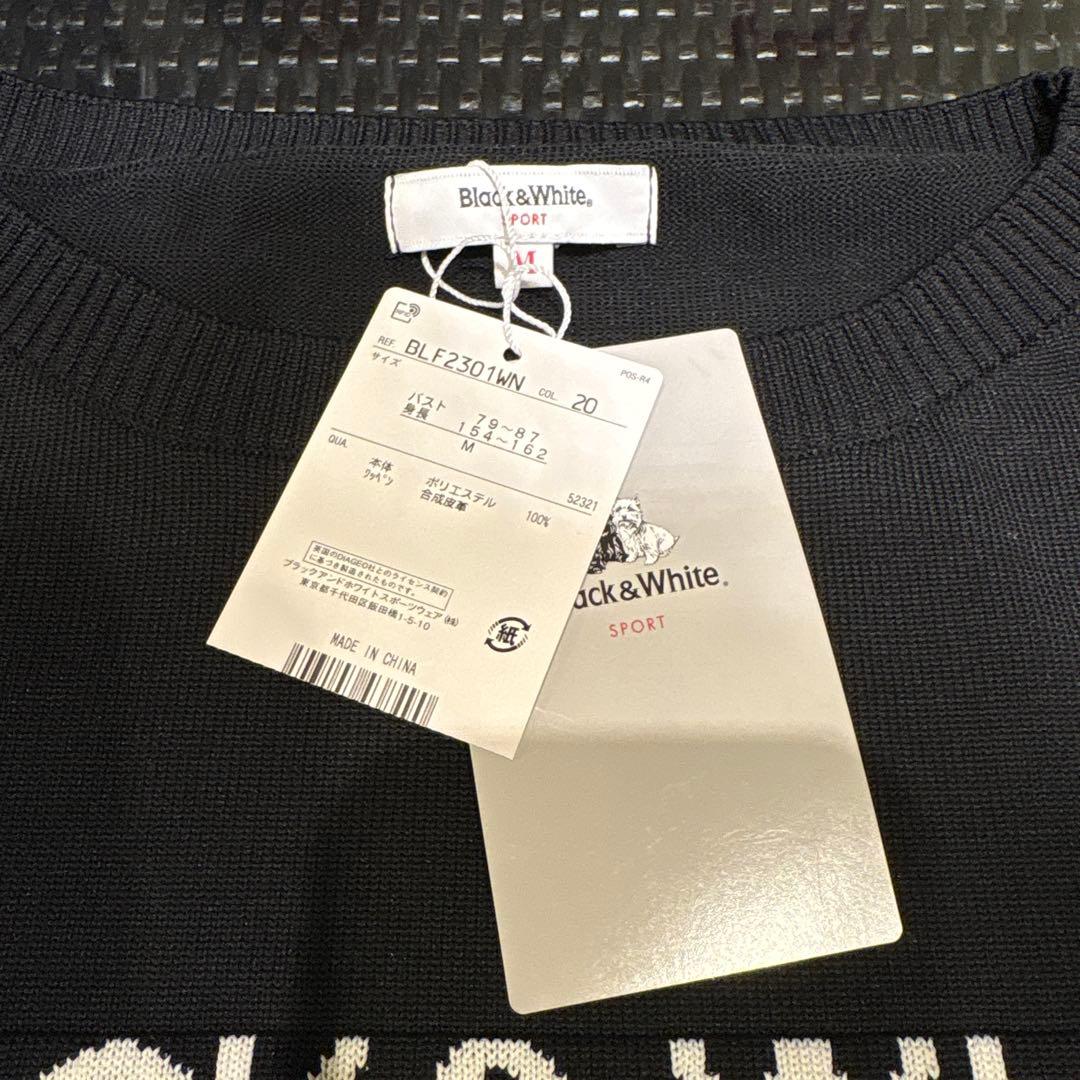 Black&White®
SPORT
M
RFID
REF. BLF2301WN COL. 20
POS-R4
サイズ
バスト 79~87
身長 154~162
M
QUA.
本体 ポリエステル 100%
ワッペン 合成皮革
52321
英国のDIAGEO社とのライセンス契約
に基づき製造されたものです。
ブラックアンドホワイトスポーツウェア(株)
東京都千代田区飯田橋1-5-10
紙
MADE IN CHINA
ack&White®
SPORT